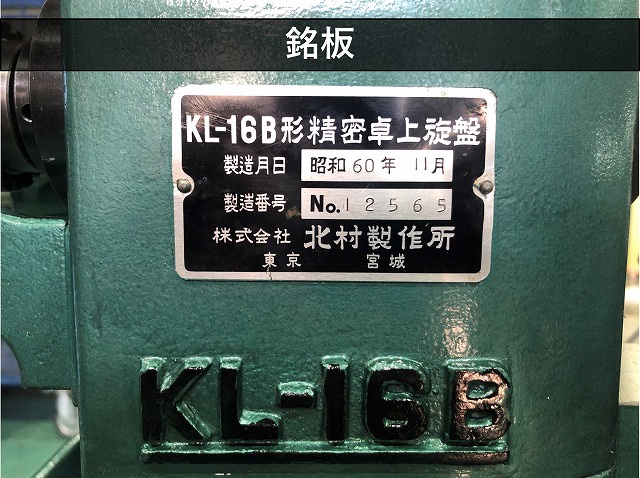 銘板
KL-16B形精密卓上旋盤
製造月日 昭和60年 11月
製造番号 No.12565
株式会社 北村製作所
東京 宮城
KL-16B